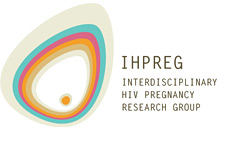 IHPREG
INTERDISCIPLINARY
HIV PREGNANCY
RESEARCH GROUP